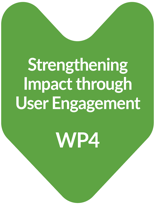 Strengthening
Impact through
User Engagement
WP4